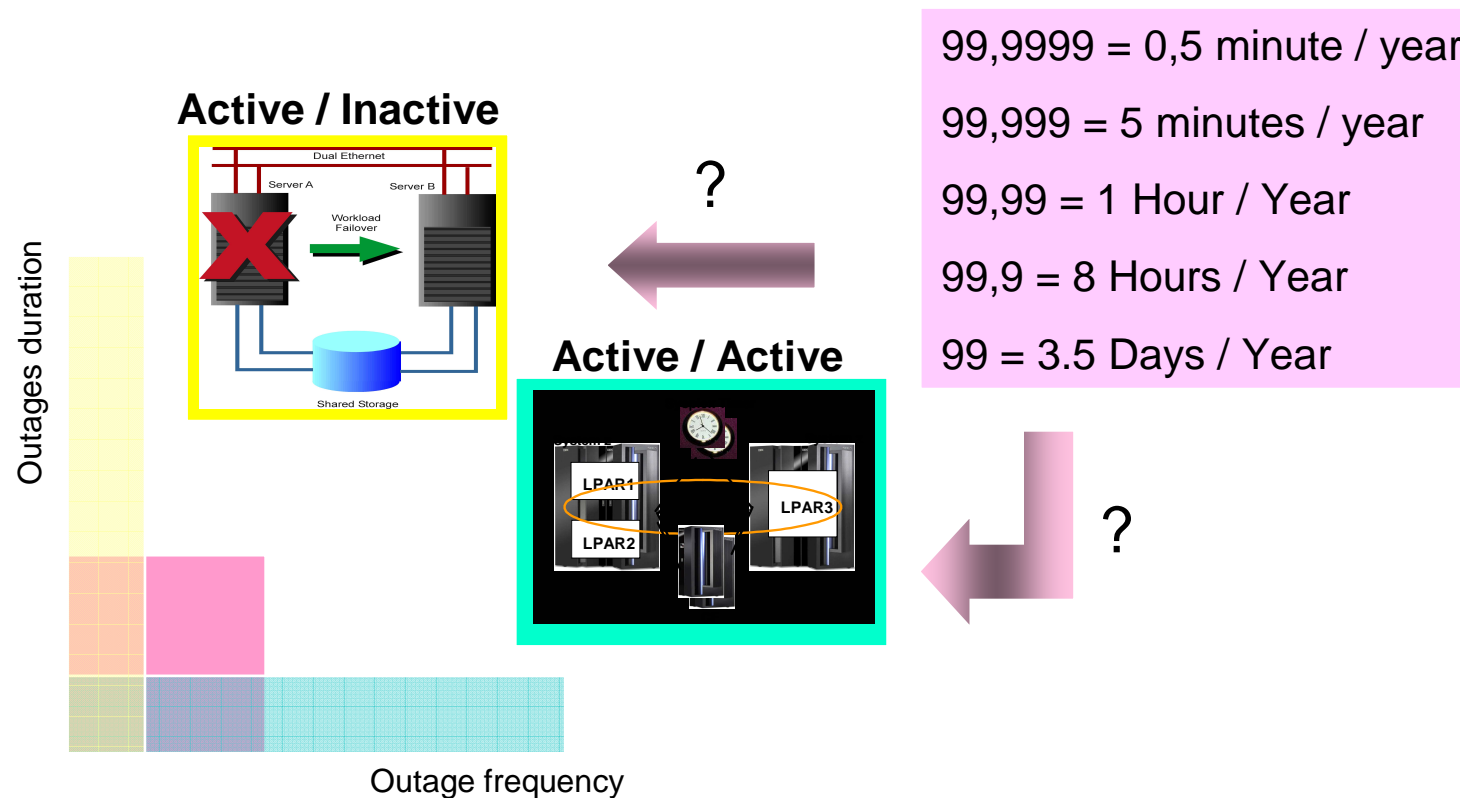 99,9999 = 0,5 minute / year
99,999 = 5 minutes / year
99,99 = 1 Hour / Year
99,9 = 8 Hours / Year
99 = 3.5 Days / Year
Active / Inactive
Dual Ethernet
Server A
Server B
Workload
Failover
Shared Storage
?
Active / Active
LPAR1
LPAR2
LPAR3
?
Outages duration
Outage frequency